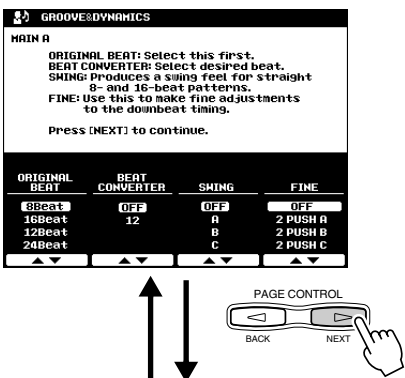 GROOVE&DYNAMICS
MAIN A
ORIGINAL BEAT: Select this first.
BEAT CONVERTER: Select desired beat.
SWING: Produces a swing feel for straight
8- and 16-beat patterns.
FINE: Use this to make fine adjustments
to the downbeat timing.
Press [NEXT] to continue.
ORIGINAL BEAT BEAT CONVERTER SWING FINE
8Beat OFF OFF OFF
16Beat 12 A 2 PUSH A
12Beat B 2 PUSH B
24Beat C 2 PUSH C
PAGE CONTROL
BACK NEXT